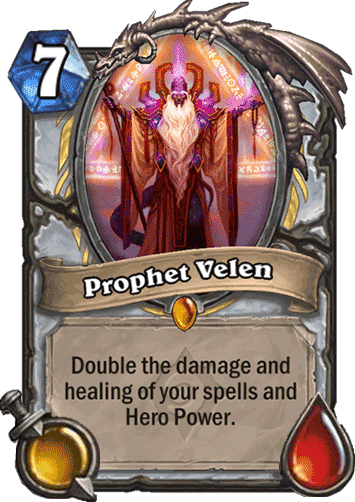 7
Prophet Velen
Double the damage and
healing of your spells and
Hero Power.